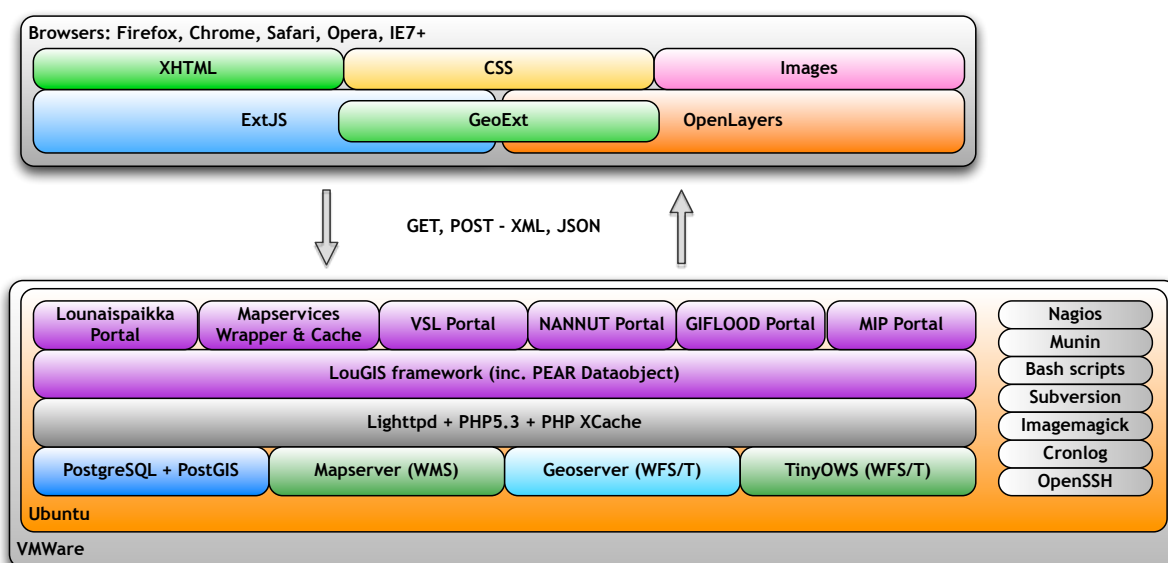 Browsers: Firefox, Chrome, Safari, Opera, IE7+
XHTML
CSS
Images
ExtJS
GeoExt
OpenLayers
GET, POST - XML, JSON
Lounaispaikka
Portal
Mapservices
Wrapper & Cache
VSL Portal
NANNUT Portal
GIFLOOD Portal
MIP Portal
LouGIS framework (inc. PEAR Dataobject)
Lighttpd + PHP5.3 + PHP XCache
PostgreSQL + PostGIS
Mapserver (WMS)
Geoserver (WFS/T)
TinyOWS (WFS/T)
Nagios
Munin
Bash scripts
Subversion
Imagemagick
Cronlog
OpenSSH
Ubuntu
VMWare